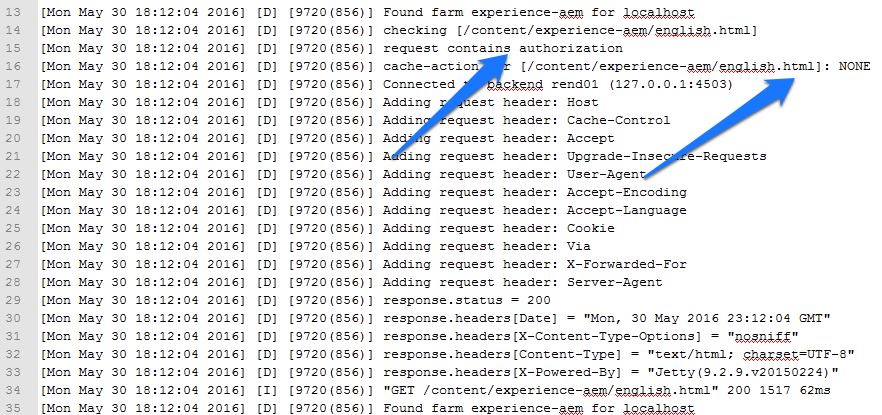 13 [Mon May 30 18:12:04 2016] [D] [9720(856)] Found farm experience-aem for localhost
14 [Mon May 30 18:12:04 2016] [D] [9720(856)] checking [/content/experience-aem/english.html]
15 [Mon May 30 18:12:04 2016] [D] [9720(856)] request contains authorization
16 [Mon May 30 18:12:04 2016] [D] [9720(856)] cache-action [/content/experience-aem/english.html]: NONE
17 [Mon May 30 18:12:04 2016] [D] [9720(856)] Connected backend rend01 (127.0.0.1:4503)
18 [Mon May 30 18:12:04 2016] [D] [9720(856)] Adding request header: Host
19 [Mon May 30 18:12:04 2016] [D] [9720(856)] Adding request header: Cache-Control
20 [Mon May 30 18:12:04 2016] [D] [9720(856)] Adding request header: Accept
21 [Mon May 30 18:12:04 2016] [D] [9720(856)] Adding request header: Upgrade-Insecure-Requests
22 [Mon May 30 18:12:04 2016] [D] [9720(856)] Adding request header: User-Agent
23 [Mon May 30 18:12:04 2016] [D] [9720(856)] Adding request header: Accept-Encoding
24 [Mon May 30 18:12:04 2016] [D] [9720(856)] Adding request header: Accept-Language
25 [Mon May 30 18:12:04 2016] [D] [9720(856)] Adding request header: Cookie
26 [Mon May 30 18:12:04 2016] [D] [9720(856)] Adding request header: Via
27 [Mon May 30 18:12:04 2016] [D] [9720(856)] Adding request header: X-Forwarded-For
28 [Mon May 30 18:12:04 2016] [D] [9720(856)] Adding request header: Server-Agent
29 [Mon May 30 18:12:04 2016] [D] [9720(856)] response.status = 200
30 [Mon May 30 18:12:04 2016] [D] [9720(856)] response.headers[Date] = "Mon, 30 May 2016 23:12:04 GMT"
31 [Mon May 30 18:12:04 2016] [D] [9720(856)] response.headers[X-Content-Type-Options] = "nosniff"
32 [Mon May 30 18:12:04 2016] [D] [9720(856)] response.headers[Content-Type] = "text/html; charset=UTF-8"
33 [Mon May 30 18:12:04 2016] [D] [9720(856)] response.headers[X-Powered-By] = "Jetty(9.2.9.v20150224)"
34 [Mon May 30 18:12:04 2016] [I] [9720(856)] "GET /content/experience-aem/english.html" 200 1517 62ms
35 [Mon May 30 18:12:04 2016] [D] [9720(856)] Found farm experience-aem for localhost